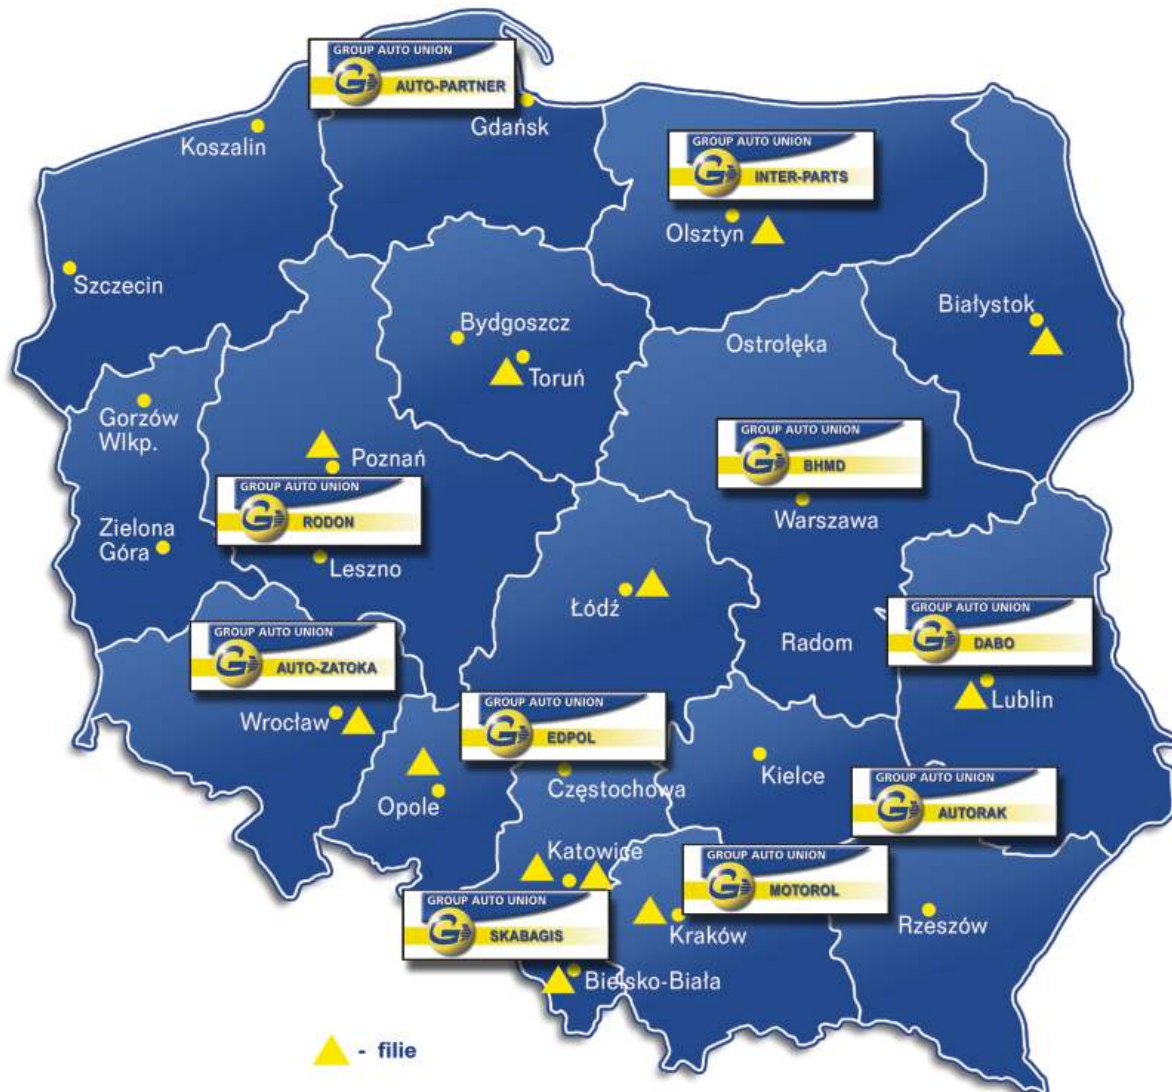 GROUP AUTO UNION
AUTO-PARTNER
Gdańsk
Koszalin
GROUP AUTO UNION
INTER-PARTS
Olsztyn
Szczecin
Białystok
Bydgoszcz
Ostrołęka
Toruń
Gorzów
Wlkp.
GROUP AUTO UNION
BHMD
Poznań
GROUP AUTO UNION
RODON
Warszawa
Zielona
Góra
Leszno
Łódź
GROUP AUTO UNION
DABO
GROUP AUTO UNION
AUTO-ZATOKA
Radom
Lublin
Wrocław
GROUP AUTO UNION
EDPOL
Kielce
Częstochowa
Opole
GROUP AUTO UNION
AUTORAK
Katowice
GROUP AUTO UNION
MOTOROL
GROUP AUTO UNION
SKABAGIS
Kraków
Rzeszów
Bielsko-Biała
- filie